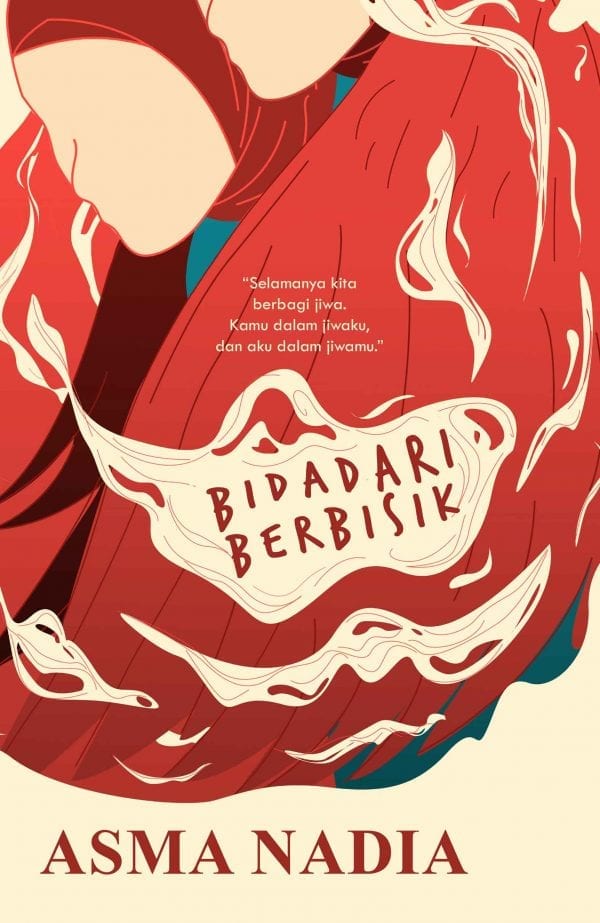 “Selamanya kita
berbagi jiwa.
Kamu dalam jiwaku,
dan aku dalam jiwamu.”
BIDADARI
BERBISIK
ASMA NADIA